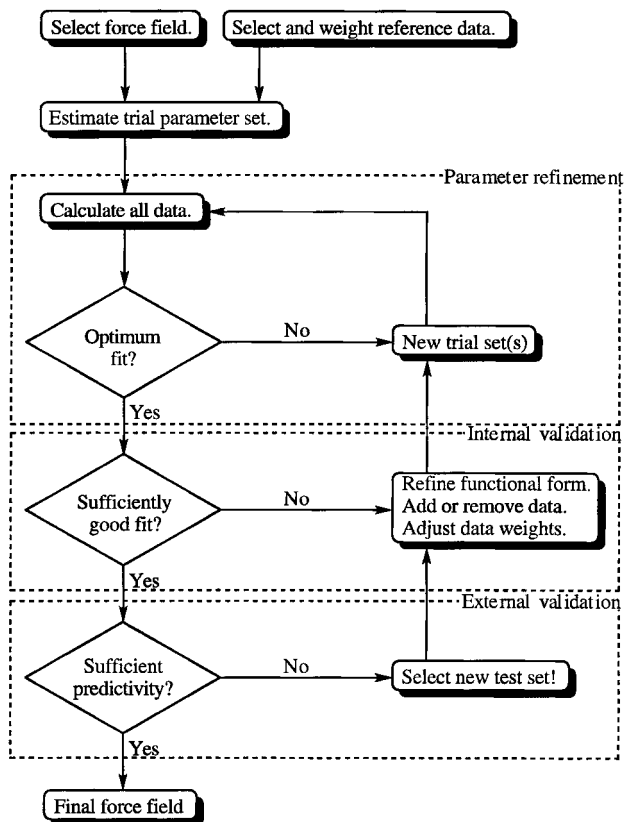 Select force field.
Select and weight reference data.
Estimate trial parameter set.
Parameter refinement
Calculate all data.
Optimum
fit?
No
New trial set(s)
Yes
Internal validation
Sufficiently
good fit?
No
Refine functional form.
Add or remove data.
Adjust data weights.
Yes
External validation
Sufficient
predictivity?
No
Select new test set!
Yes
Final force field